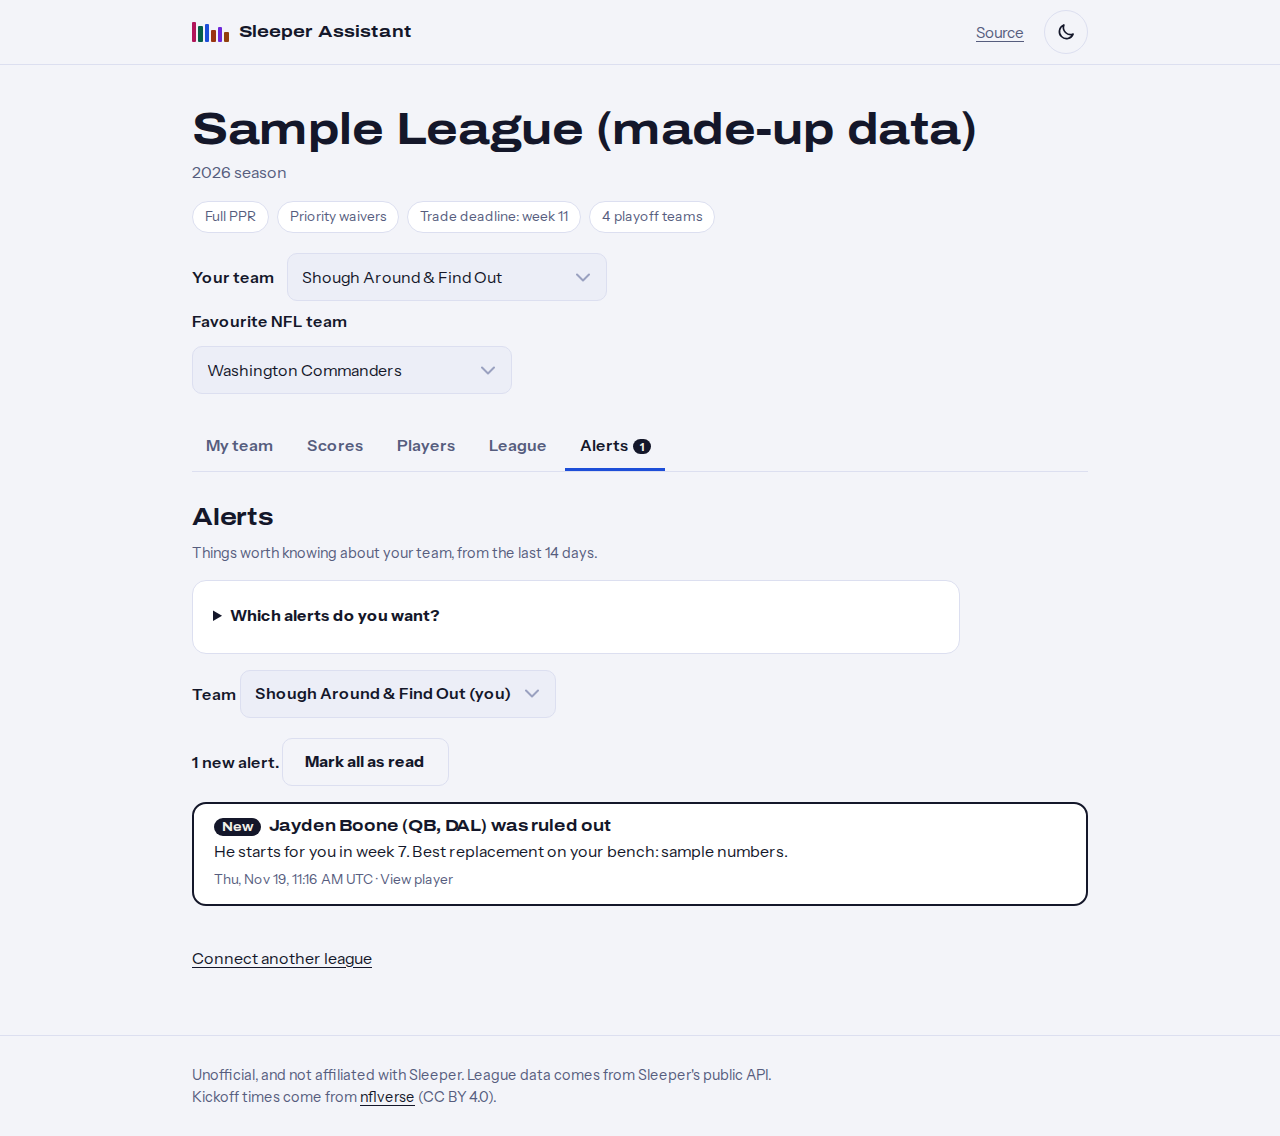 Sleeper Assistant
Source
Sample League (made-up data)
2026 season
Full PPR
Priority waivers
Trade deadline: week 11
4 playoff teams
Your team
Shough Around & Find Out
Favourite NFL team
Washington Commanders
My team
Scores
Players
League
Alerts 1
Alerts
Things worth knowing about your team, from the last 14 days.
Which alerts do you want?
Team
Shough Around & Find Out (you)
1 new alert.
Mark all as read
New Jayden Boone (QB, DAL) was ruled out
He starts for you in week 7. Best replacement on your bench: sample numbers.
Thu, Nov 19, 11:16 AM UTC · View player
Connect another league
Unofficial, and not affiliated with Sleeper. League data comes from Sleeper's public API.
Kickoff times come from nflverse (CC BY 4.0).